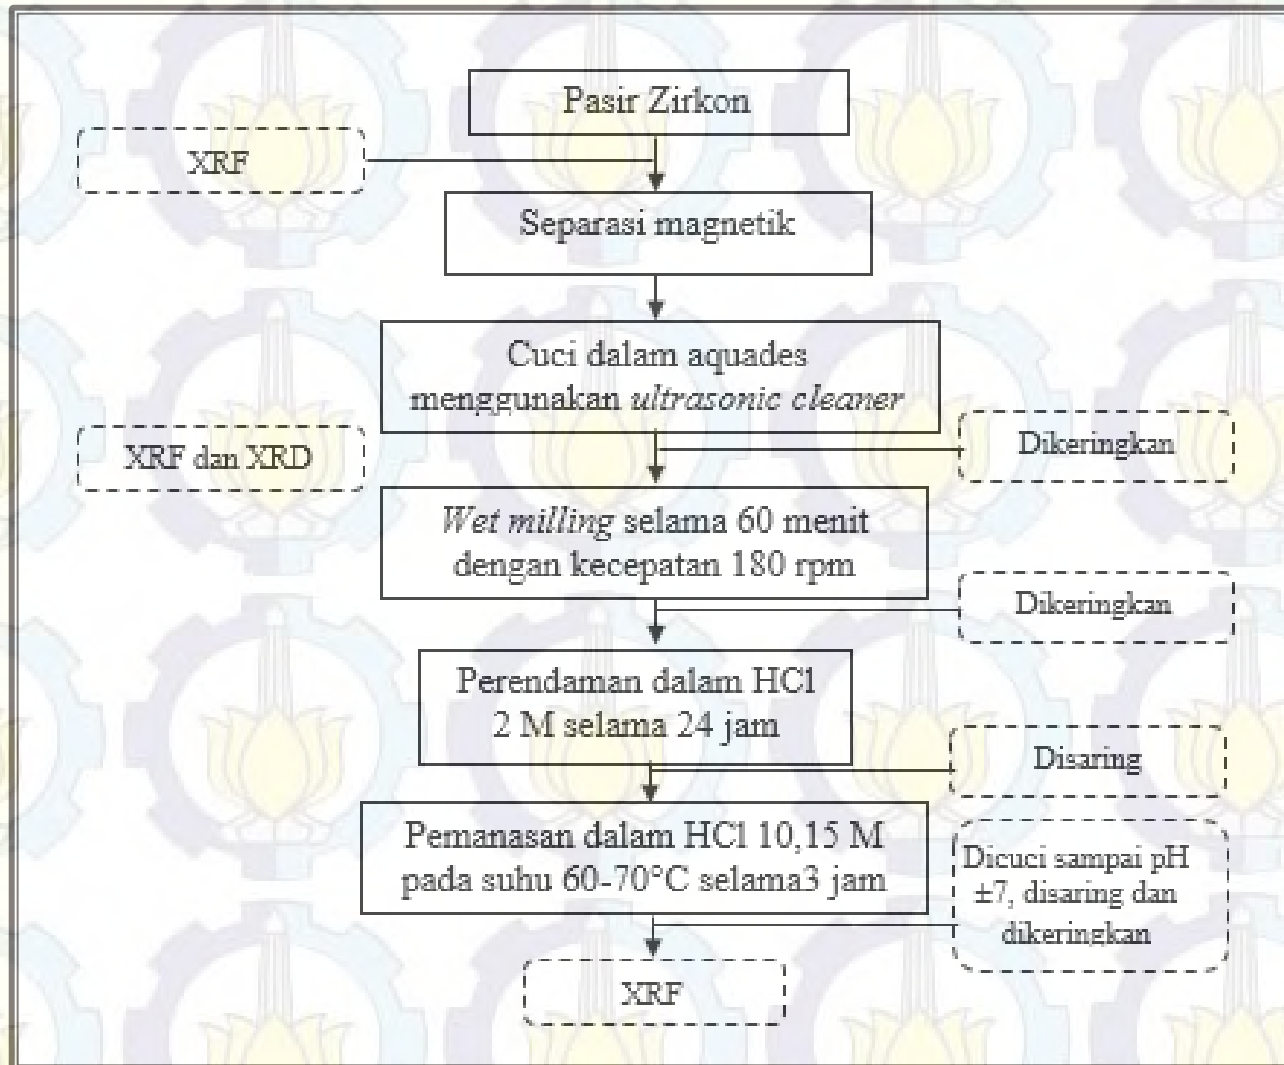 Pasir Zirkon
XRF
Separasi magnetik
Cuci dalam aquades
menggunakan ultrasonic cleaner
Dikeringkan
XRF dan XRD
Wet milling selama 60 menit
dengan kecepatan 180 rpm
Dikeringkan
Perendaman dalam HCl
2 M selama 24 jam
Disaring
Pemanasan dalam HCl 10,15 M
pada suhu 60-70°C selama3 jam
Dicuci sampai pH
±7, disaring dan
dikeringkan
XRF